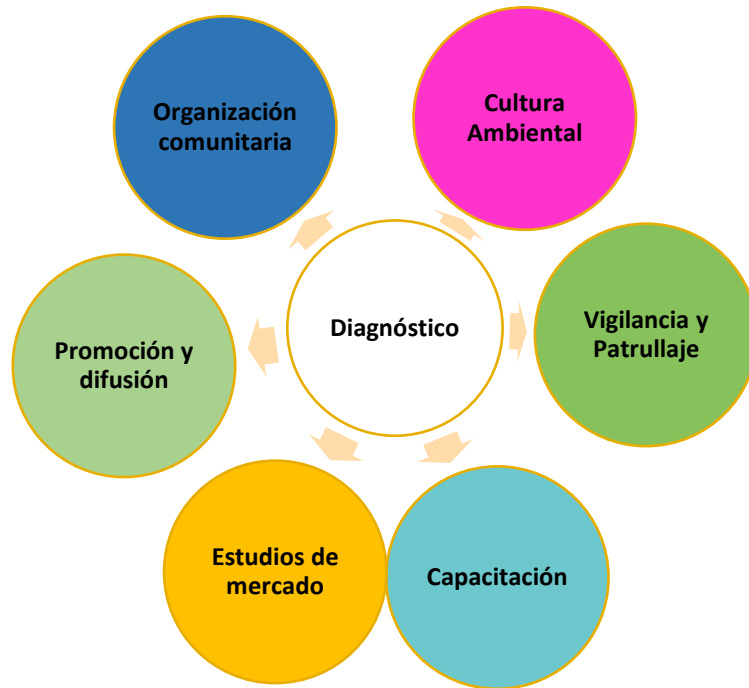 Organización
comunitaria
Cultura
Ambiental
Diagnóstico
Vigilancia y
Patrullaje
Promoción y
difusión
Estudios de
mercado
Capacitación